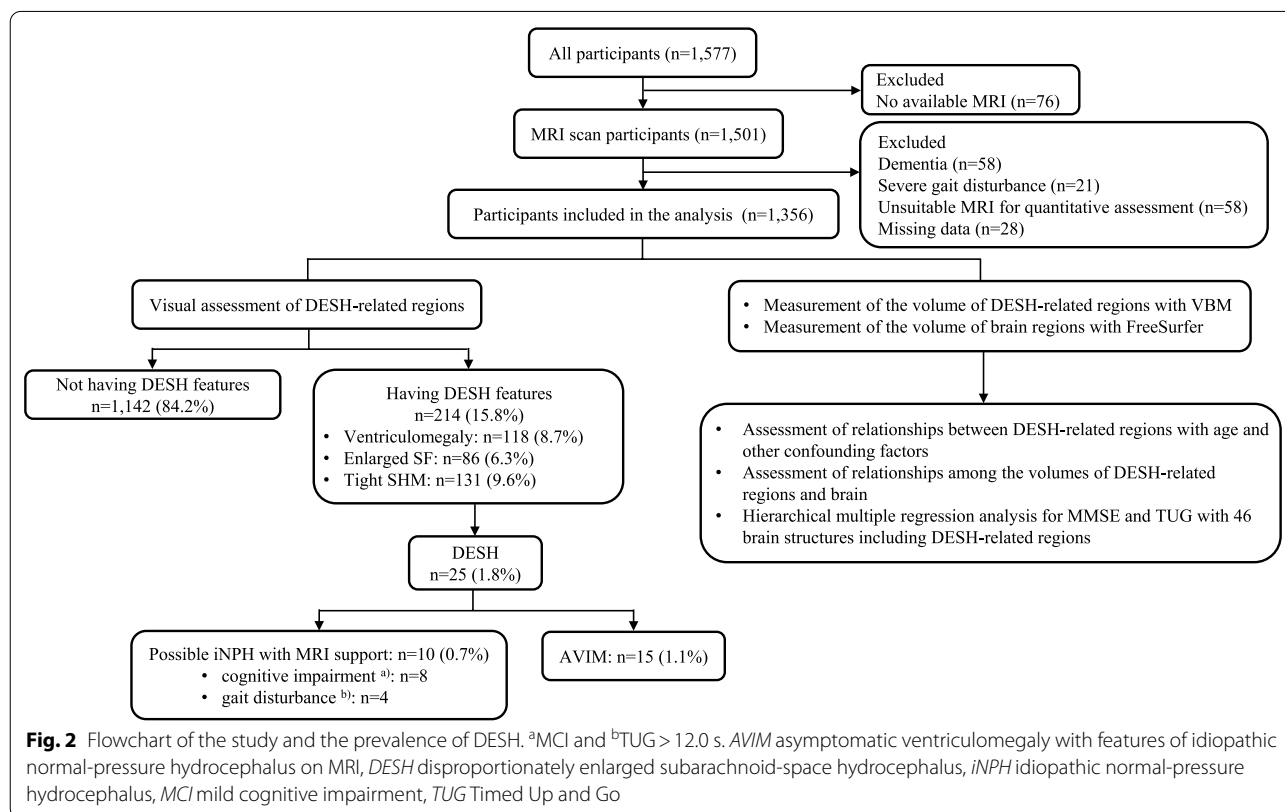 All participants (n=1,577)
Excluded
No available MRI (n=76)
MRI scan participants (n=1,501)
Excluded
Dementia (n=58)
Severe gait disturbance (n=21)
Unsuitable MRI for quantitative assessment (n=58)
Missing data (n=28)
Participants included in the analysis (n=1,356)
Visual assessment of DESH-related regions
• Measurement of the volume of DESH-related regions with VBM
• Measurement of the volume of brain regions with FreeSurfer
Not having DESH features
n=1,142 (84.2%)
Having DESH features
n=214 (15.8%)
• Ventriculomegaly: n=118 (8.7%)
• Enlarged SF: n=86 (6.3%)
• Tight SHM: n=131 (9.6%)
• Assessment of relationships between DESH-related regions with age and
other confounding factors
• Assessment of relationships among the volumes of DESH-related
regions and brain
• Hierarchical multiple regression analysis for MMSE and TUG with 46
brain structures including DESH-related regions
DESH
n=25 (1.8%)
Possible iNPH with MRI support: n=10 (0.7%)
• cognitive impairment a): n=8
• gait disturbance b): n=4
AVIM: n=15 (1.1%)
Fig. 2 Flowchart of the study and the prevalence of DESH. aMCI and bTUG > 12.0 s. AVIM asymptomatic ventriculomegaly with features of idiopathic
normal-pressure hydrocephalus on MRI, DESH disproportionately enlarged subarachnoid-space hydrocephalus, iNPH idiopathic normal-pressure
hydrocephalus, MCI mild cognitive impairment, TUG Timed Up and Go